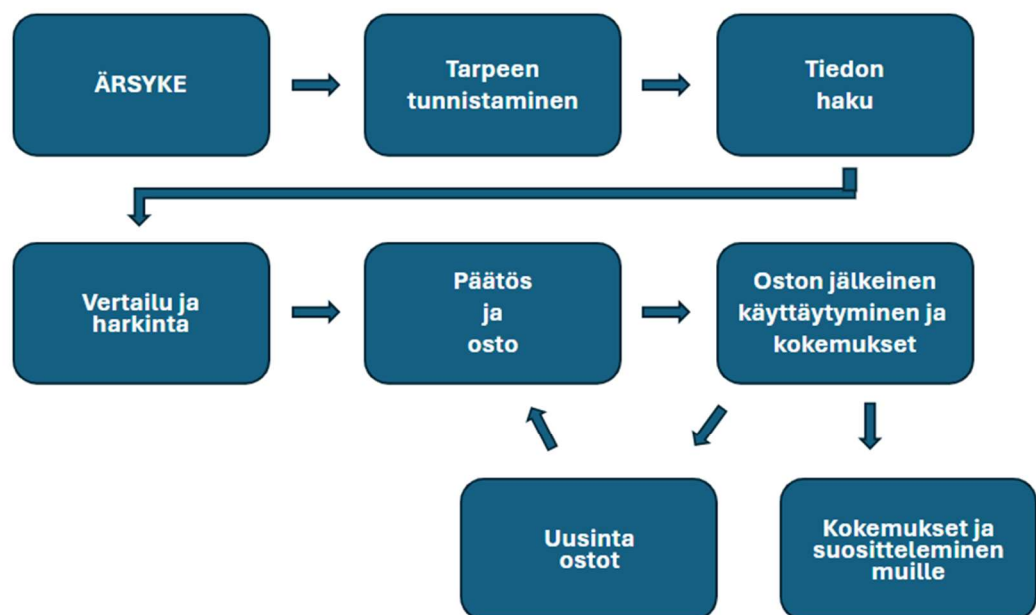 ÄRSYKE
Tarpeen
tunnistaminen
Tiedon
haku
Vertailu ja
harkinta
Päätös
ja
osto
Oston jälkeinen
käyttäytyminen ja
kokemukset
Uusinta
ostot
Kokemukset ja
suositteleminen
muille